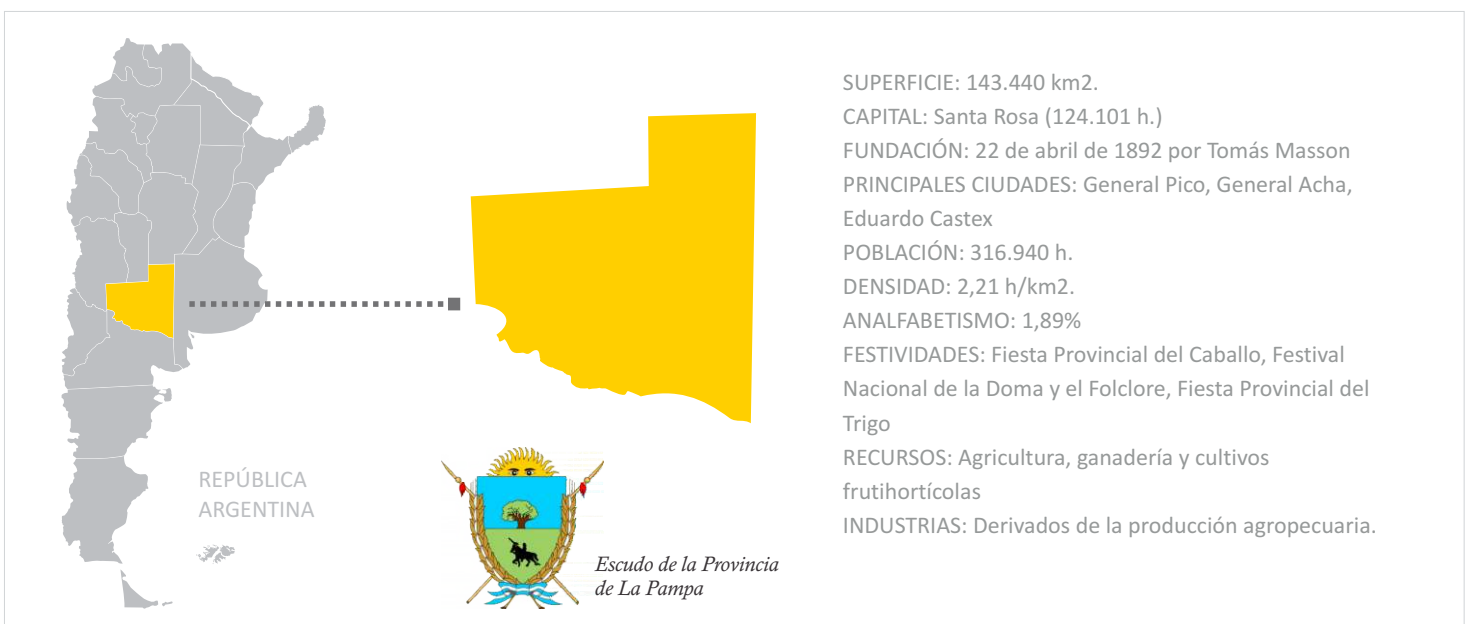 SUPERFICIE: 143.440 km2.
CAPITAL: Santa Rosa (124.101 h.)
FUNDACIÓN: 22 de abril de 1892 por Tomás Masson
PRINCIPALES CIUDADES: General Pico, General Acha,
Eduardo Castex
POBLACIÓN: 316.940 h.
DENSIDAD: 2,21 h/km2.
ANALFABETISMO: 1,89%
FESTIVIDADES: Fiesta Provincial del Caballo, Festival
Nacional de la Doma y el Folclore, Fiesta Provincial del
Trigo
RECURSOS: Agricultura, ganadería y cultivos
frutihortícolas
INDUSTRIAS: Derivados de la producción agropecuaria.
REPÚBLICA
ARGENTINA
Escudo de la Provincia
de La Pampa